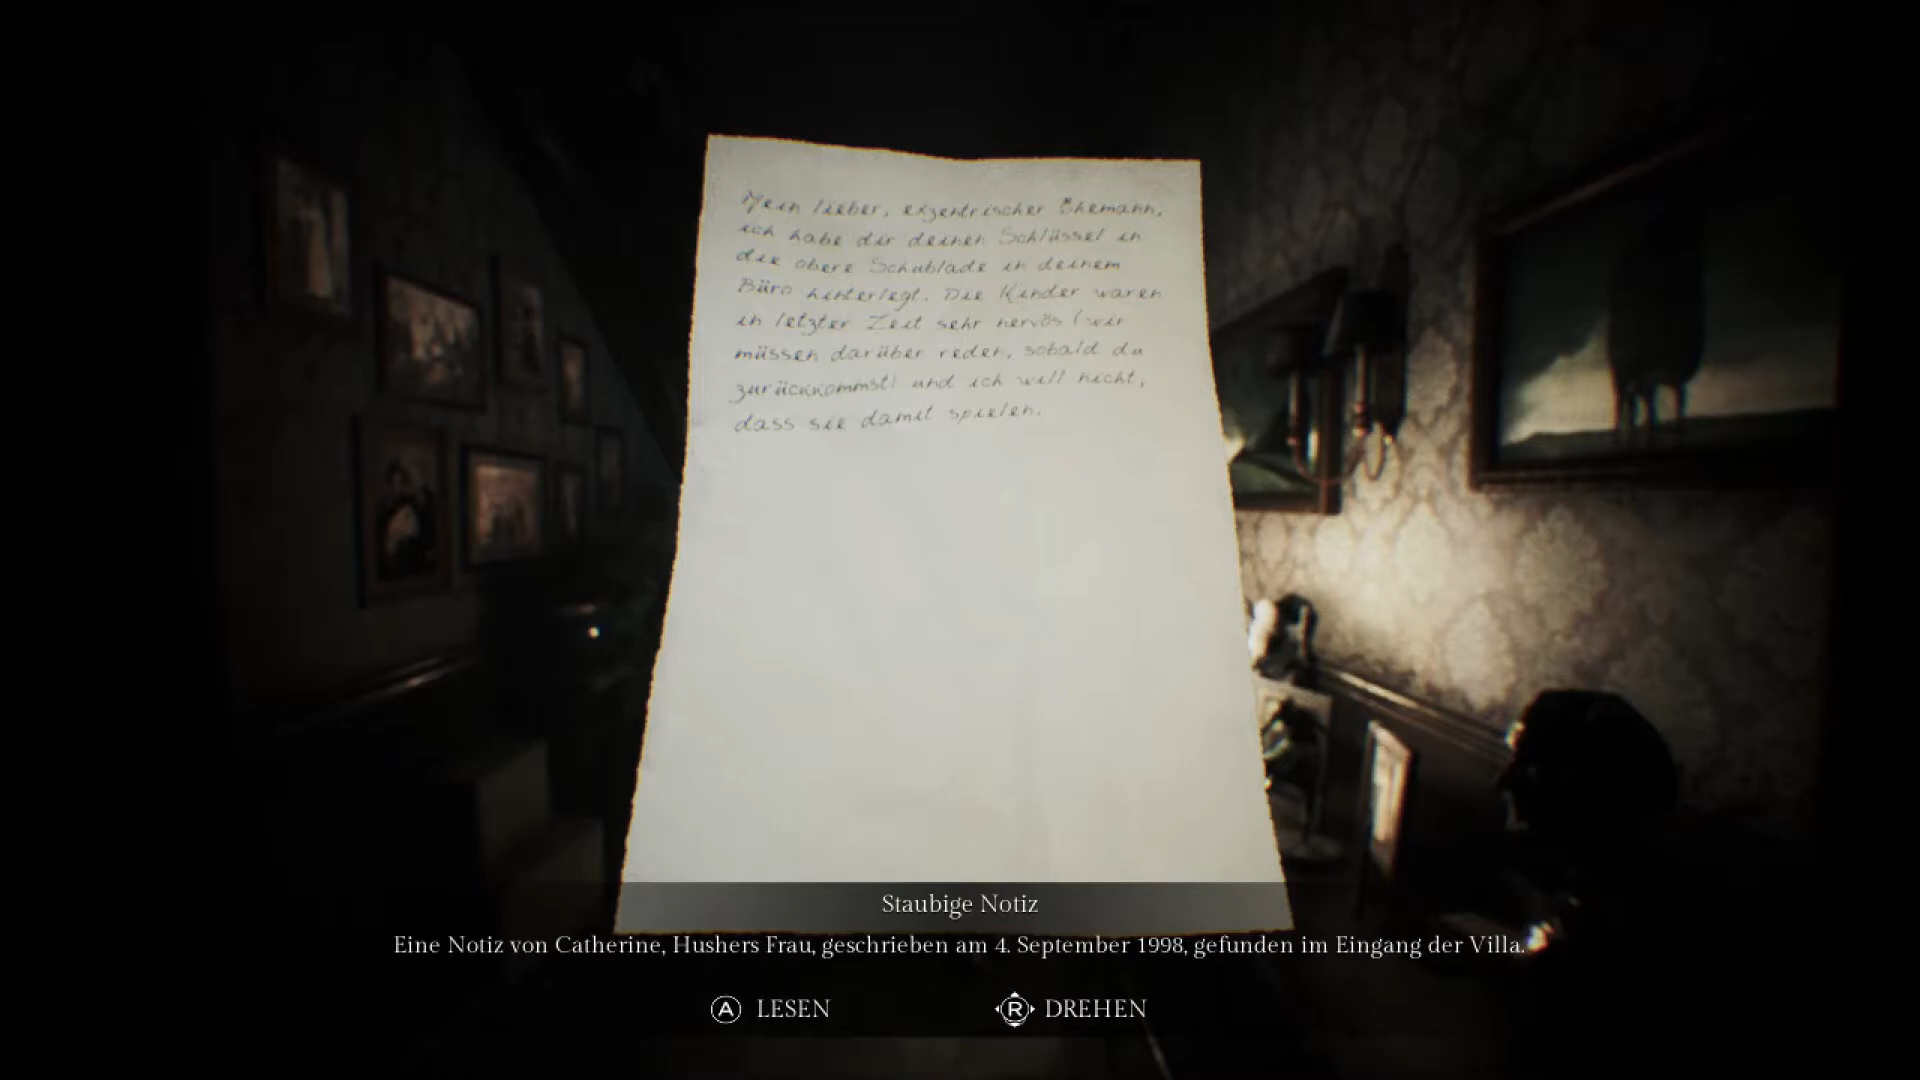 Mein lieber, exzentrischer Ehemann,
ich habe dir deinen Schlüssel in
die obere Schublade in deinem
Büro hinterlegt. Die Kinder waren
in letzter Zeit sehr nervös (wir
müssen darüber reden, sobald du
zurückkommst) und ich will nicht,
dass sie damit spielen.
Staubige Notiz
Eine Notiz von Catherine, Hushers Frau, geschrieben am 4. September 1998, gefunden im Eingang der Villa.
A LESEN R DREHEN